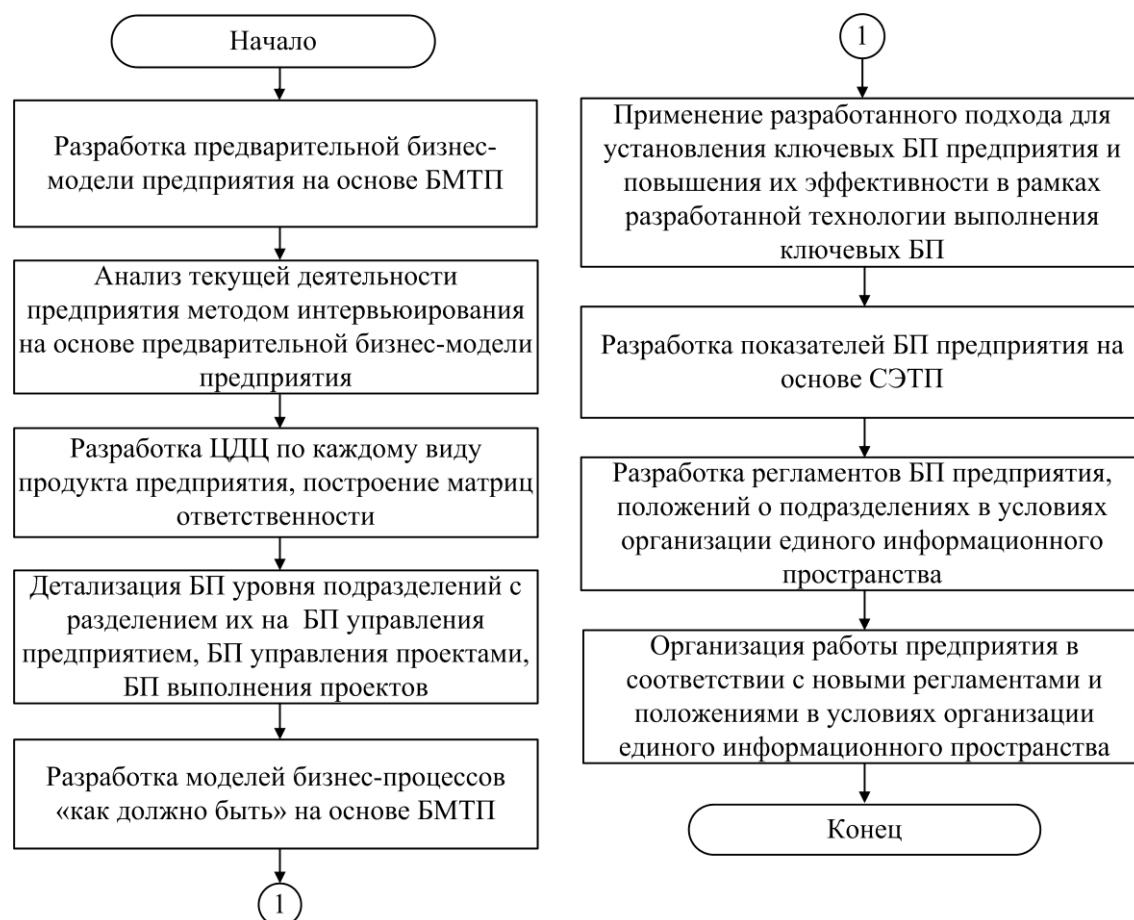 Начало
Разработка предварительной бизнес-
модели предприятия на основе БМТП
Анализ текущей деятельности
предприятия методом интервьюирования
на основе предварительной бизнес-модели
предприятия
Разработка ЦДЦ по каждому виду
продукта предприятия, построение матриц
ответственности
Детализация БП уровня подразделений с
разделением их на БП управления
предприятием, БП управления проектами,
БП выполнения проектов
Разработка моделей бизнес-процессов
«как должно быть» на основе БМТП
1
1
Применение разработанного подхода для
установления ключевых БП предприятия и
повышения их эффективности в рамках
разработанной технологии выполнения
ключевых БП
Разработка показателей БП предприятия на
основе СЭТП
Разработка регламентов БП предприятия,
положений о подразделениях в условиях
организации единого информационного
пространства
Организация работы предприятия в
соответствии с новыми регламентами и
положениями в условиях организации
единого информационного пространства
Конец